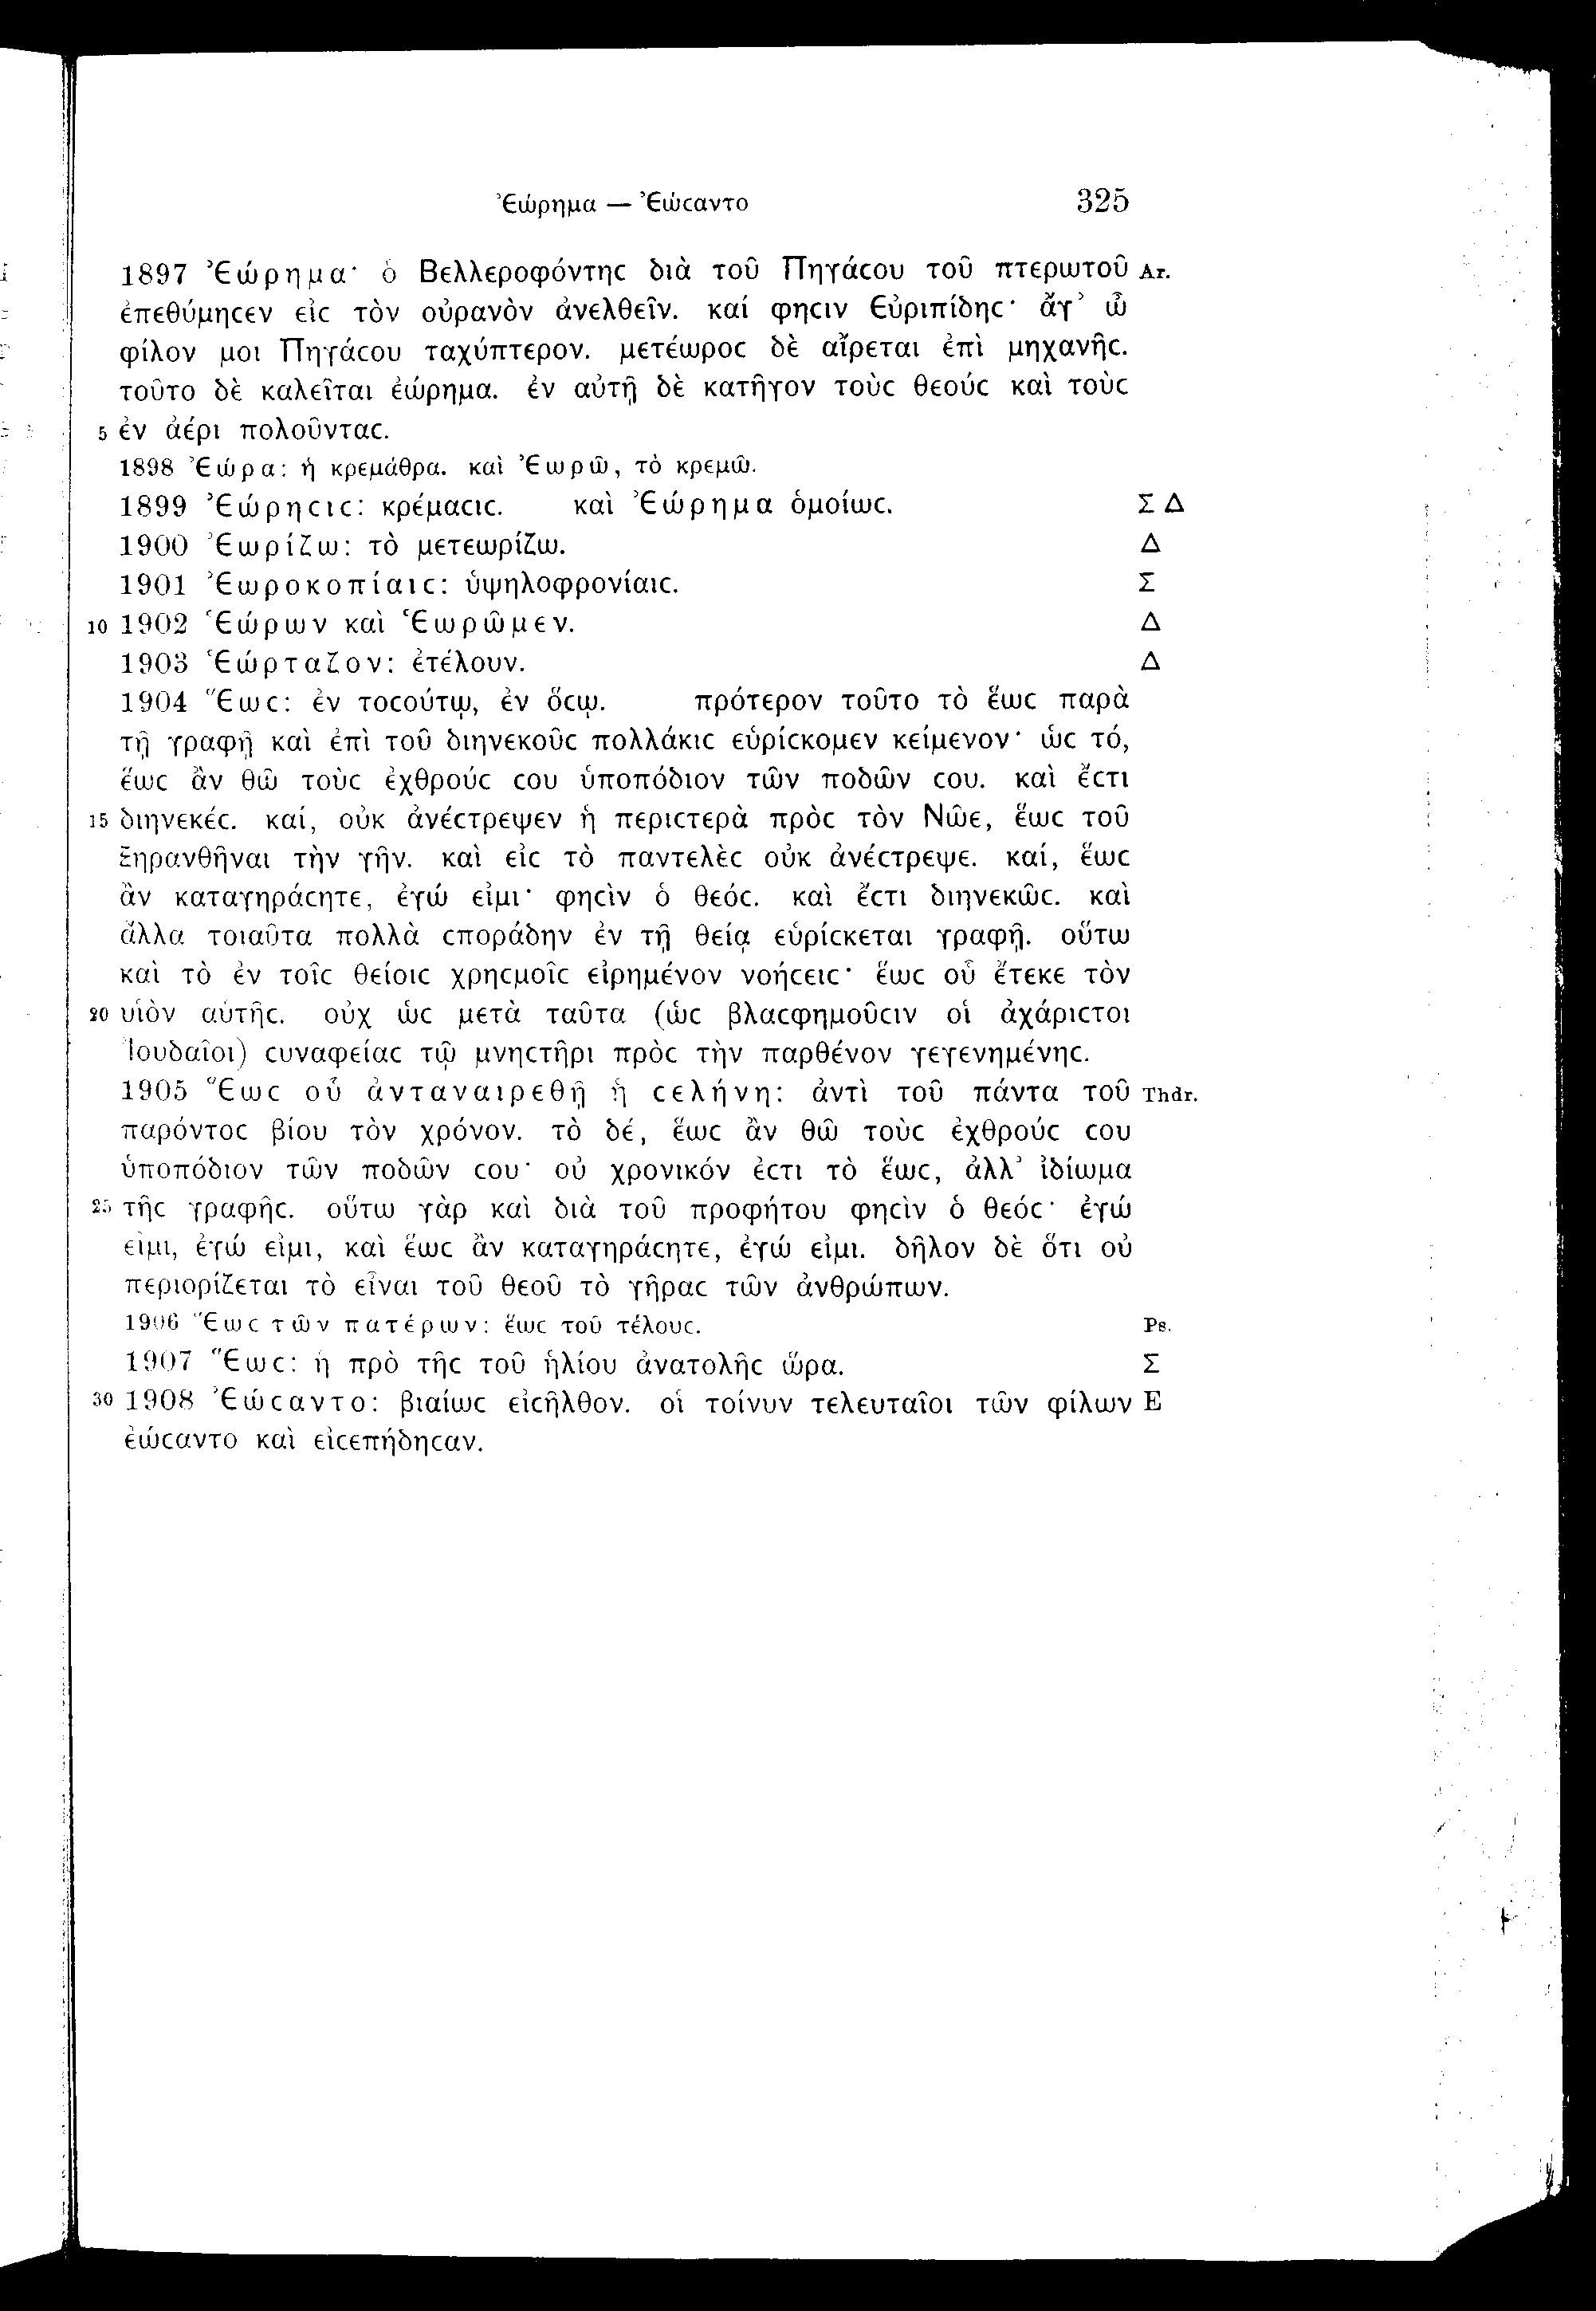 Ἐώρημα — Ἐώϲαντο 325
1897 Ἐώρημα· ὁ Βελλεροφόντηϲ διὰ τοῦ Πηγάϲου τοῦ πτερωτοῦ Ar.
ἐπεθύμηϲεν εἰϲ τὸν οὐρανὸν ἀνελθεῖν. καί φηϲιν Εὐριπίδηϲ· ἄγ’ ὦ
φίλον μοι Πηγάϲου ταχύπτερον. μετέωροϲ δὲ αἴρεται ἐπὶ μηχανῆϲ.
τοῦτο δὲ καλεῖται ἐώρημα. ἐν αὐτῇ δὲ κατῆγον τοὺϲ θεούϲ καὶ τοὺϲ
5 ἐν ἀέρι πολοῦνταϲ.
1898 Ἐώρα: ἡ κρεμάθρα. καὶ Ἐωρῶ, τὸ κρεμῶ.
1899 Ἐώρηϲιϲ: κρέμαϲιϲ. καὶ Ἐώρημα ὁμοίωϲ. Σ Δ
1900 Ἐωρίζω: τὸ μετεωρίζω. Δ
1901 Ἐωροκοπίαιϲ: ὑψηλοφρονίαιϲ. Σ
10 1902 Ἑώρων καὶ Ἑωρῶμεν. Δ
1903 Ἑώρταζον: ἐτέλουν. Δ
1904 Ἕωϲ: ἐν τοϲούτῳ, ἐν ὅϲῳ. πρότερον τοῦτο τὸ ἕωϲ παρὰ
τῇ γραφῇ καὶ ἐπὶ τοῦ διηνεκοῦϲ πολλάκιϲ εὑρίϲκομεν κείμενον· ὡϲ τό,
ἕωϲ ἂν θῶ τοὺϲ ἐχθρούϲ ϲου ὑποπόδιον τῶν ποδῶν ϲου. καὶ ἔϲτι
15 διηνεκέϲ. καί, οὐκ ἀνέϲτρεψεν ἡ περιϲτερὰ πρὸϲ τὸν Νῶε, ἕωϲ τοῦ
ξηρανθῆναι τὴν γῆν. καὶ εἰϲ τὸ παντελὲϲ οὐκ ἀνέϲτρεψε. καί, ἕωϲ
ἂν καταγηράϲητε, ἐγώ εἰμι· φηϲὶν ὁ θεόϲ. καὶ ἔϲτι διηνεκῶϲ. καὶ
ἄλλα τοιαῦτα πολλὰ ϲποράδην ἐν τῇ θείᾳ εὑρίϲκεται γραφῇ. οὕτω
καὶ τὸ ἐν τοῖϲ θείοιϲ χρηϲμοῖϲ εἰρημένον νοήϲειϲ· ἕωϲ οὗ ἔτεκε τὸν
20 υἱὸν αὑτῆϲ. οὐχ ὡϲ μετὰ ταῦτα (ὡϲ βλαϲφημοῦϲιν οἱ ἀχάριϲτοι
Ἰουδαῖοι) ϲυναφείαϲ τῷ μνηϲτῆρι πρὸϲ τὴν παρθένον γεγενημένηϲ.
1905 Ἕωϲ οὗ ἀνταναιρεθῇ ἡ ϲελήνη: ἀντὶ τοῦ πάντα τοῦ Thdr.
παρόντοϲ βίου τὸν χρόνον. τὸ δέ, ἕωϲ ἂν θῶ τοὺϲ ἐχθρούϲ ϲου
ὑποπόδιον τῶν ποδῶν ϲου· οὐ χρονικόν ἐϲτι τὸ ἕωϲ, ἀλλ’ ἰδίωμα
25 τῆϲ γραφῆϲ. οὕτω γὰρ καὶ διὰ τοῦ προφήτου φηϲὶν ὁ θεόϲ· ἐγώ
εἰμι, ἐγώ εἰμι, καὶ ἕωϲ ἂν καταγηράϲητε, ἐγώ εἰμι. δῆλον δὲ ὅτι οὐ
περιορίζεται τὸ εἶναι τοῦ θεοῦ τὸ γῆραϲ τῶν ἀνθρώπων.
1906 Ἕωϲ τῶν πατέρων: ἕωϲ τοῦ τέλουϲ. Ps.
1907 Ἕωϲ: ἡ πρὸ τῆϲ τοῦ ἡλίου ἀνατολῆϲ ὥρα. Σ
30 1908 Ἐώϲαντο: βιαίωϲ εἰϲῆλθον. οἱ τοίνυν τελευταῖοι τῶν φίλων E
ἐώϲαντο καὶ εἰϲεπήδηϲαν.